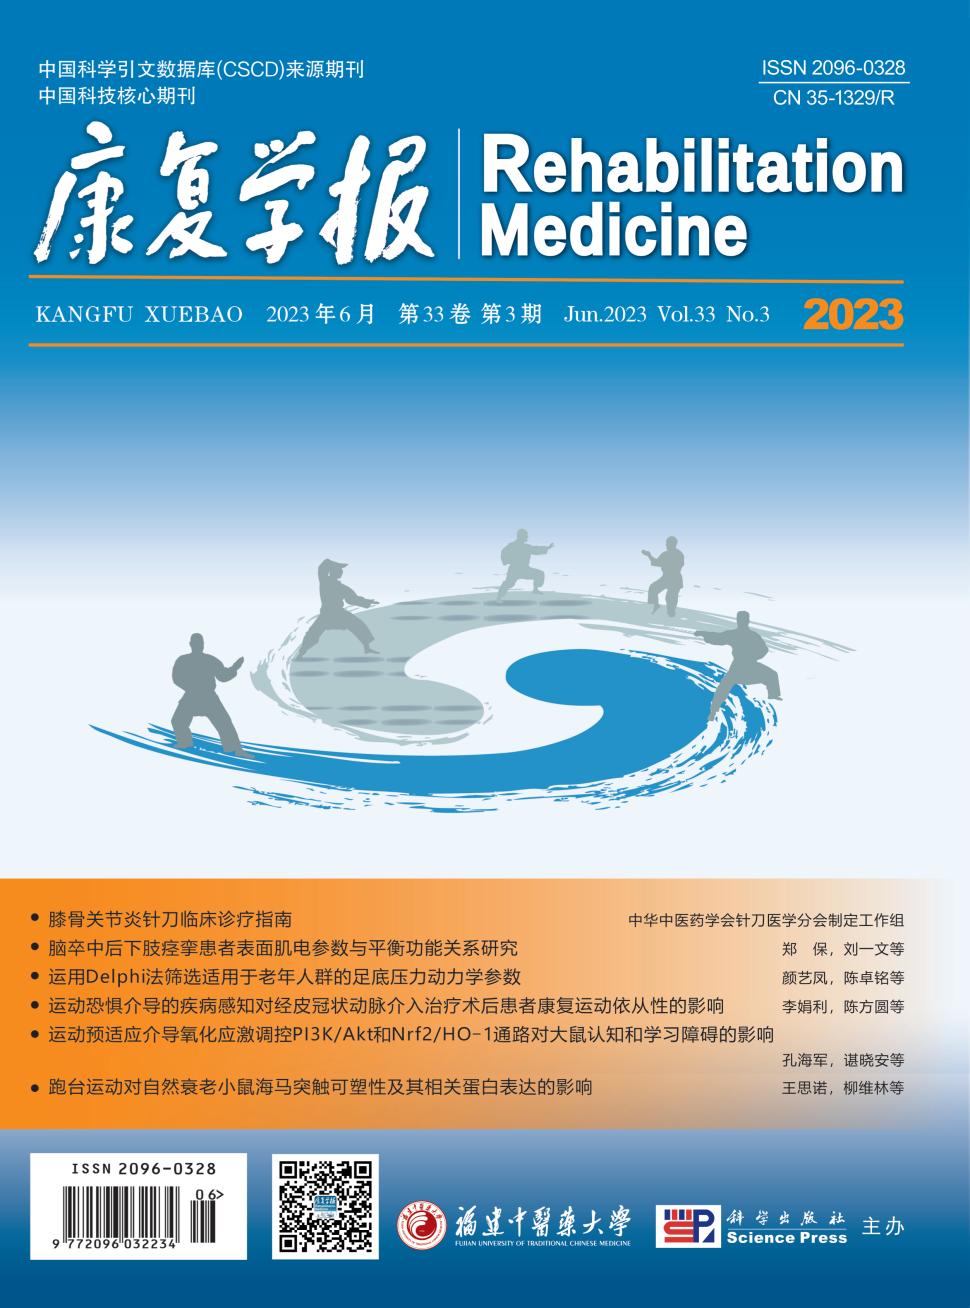 中国科学引文数据库(CSCD)来源期刊
中国科技核心期刊
ISSN 2096-0328
CN 35-1329/R
康复学报
Rehabilitation
Medicine
KANGFU XUEBAO 2023年6月 第33卷 第3期 Jun.2023 Vol.33 No.3 2023
• 膝骨关节炎针刀临床诊疗指南 中华中医药学会针刀医学分会制定工作组
• 脑卒中后下肢痉挛患者表面肌电参数与平衡功能关系研究 郑 保，刘一文等
• 运用Delphi法筛选适用于老年人群的足底压力动力学参数 颜艺凤，陈卓铭等
• 运动恐惧介导的疾病感知对经皮冠状动脉介入治疗术后患者康复运动依从性的影响 李娟利，陈方圆等
• 运动预适应介导氧化应激调控PI3K/Akt和Nrf2/HO-1通路对大鼠认知和学习障碍的影响
孔海军，谌晓安等
• 跑台运动对自然衰老小鼠海马突触可塑性及其相关蛋白表达的影响 王思诺，柳维林等
ISSN 2096-0328
06>
9 772096 032234
福建中医药大学
FUJIAN UNIVERSITY OF TRADITIONAL CHINESE MEDICINE
科学出版社
Science Press
主办